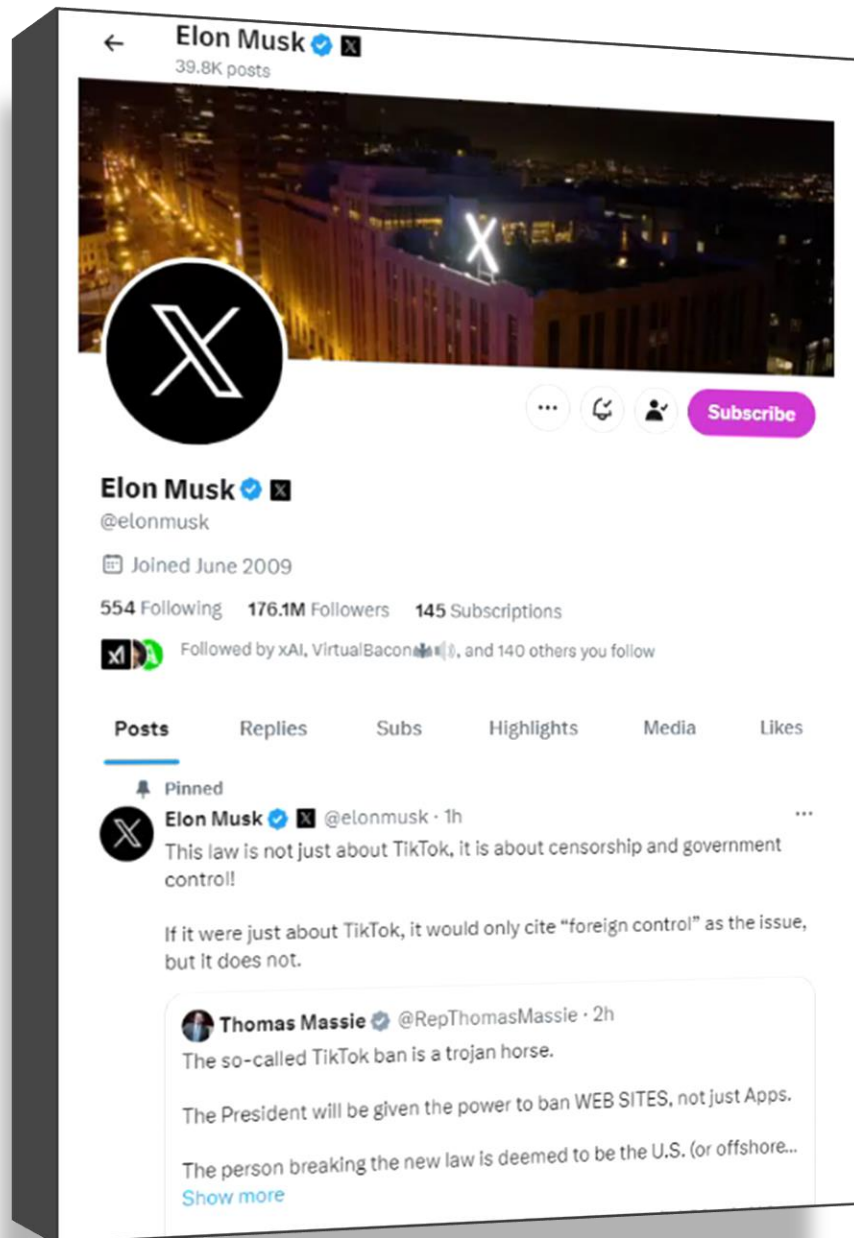 Elon Musk
39.8K posts
X
X
Subscribe
Elon Musk
@elonmusk
Joined June 2009
554 Following 176.1M Followers 145 Subscriptions
Followed by xAI, VirtualBacon, and 140 others you follow
Posts Replies Subs Highlights Media Likes
Pinned
Elon Musk @elonmusk · 1h
This law is not just about TikTok, it is about censorship and government
control!
If it were just about TikTok, it would only cite “foreign control” as the issue,
but it does not.
Thomas Massie @RepThomasMassie · 2h
The so-called TikTok ban is a trojan horse.
The President will be given the power to ban WEB SITES, not just Apps.
The person breaking the new law is deemed to be the U.S. (or offshore...
Show more